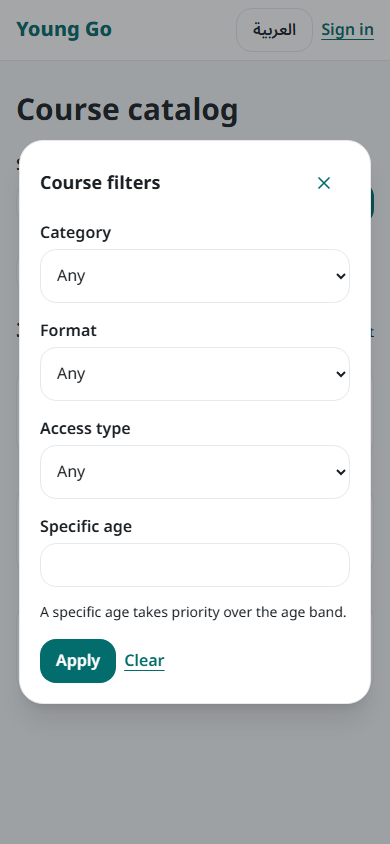 Young Go
العربية
Sign in
Course catalog
Course filters
Category
Any
Format
Any
Access type
Any
Specific age
A specific age takes priority over the age band.
Apply
Clear